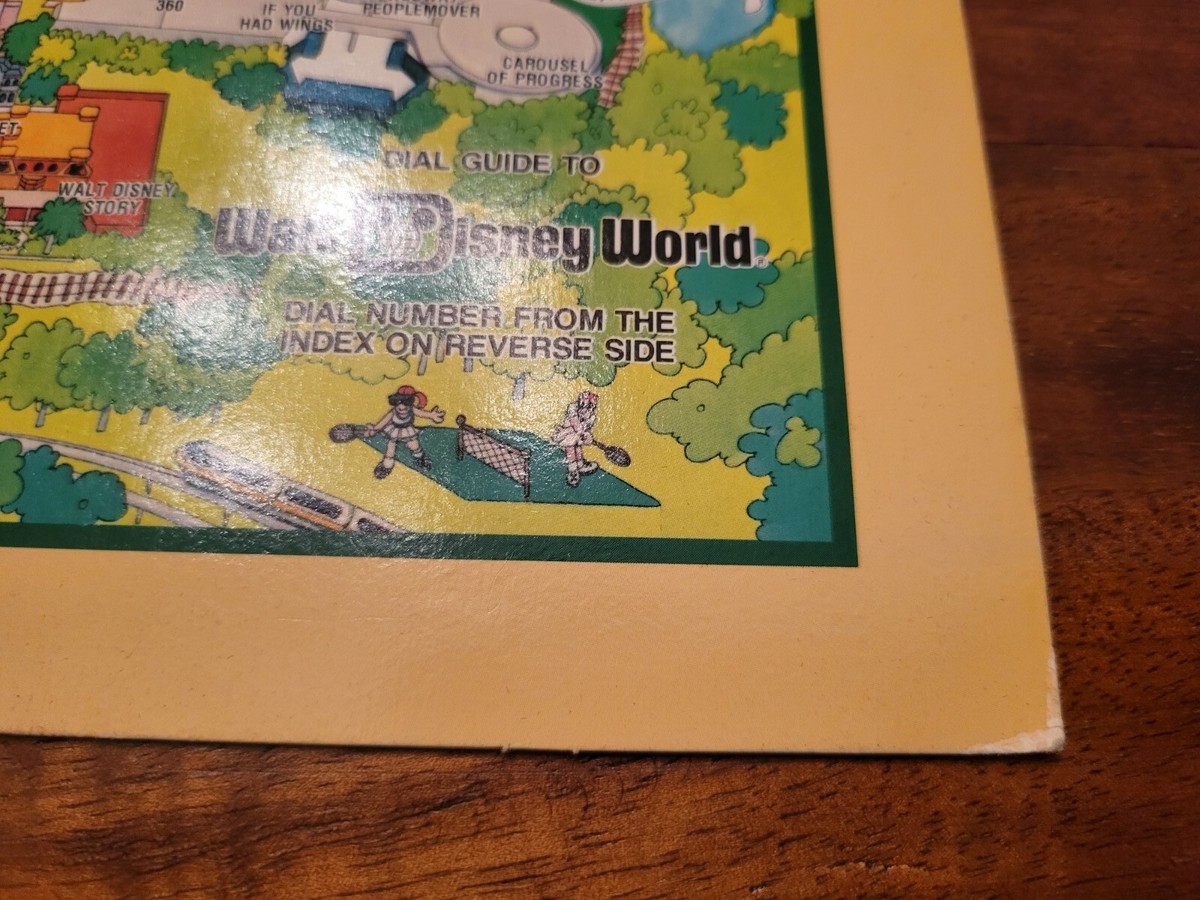 360
IF YOU
HAD WINGS
PEOPLEMOVER
CAROUSEL
OF PROGRESS
WALT DISNEY
STORY
DIAL GUIDE TO
Walt Disney World®
DIAL NUMBER FROM THE
INDEX ON REVERSE SIDE